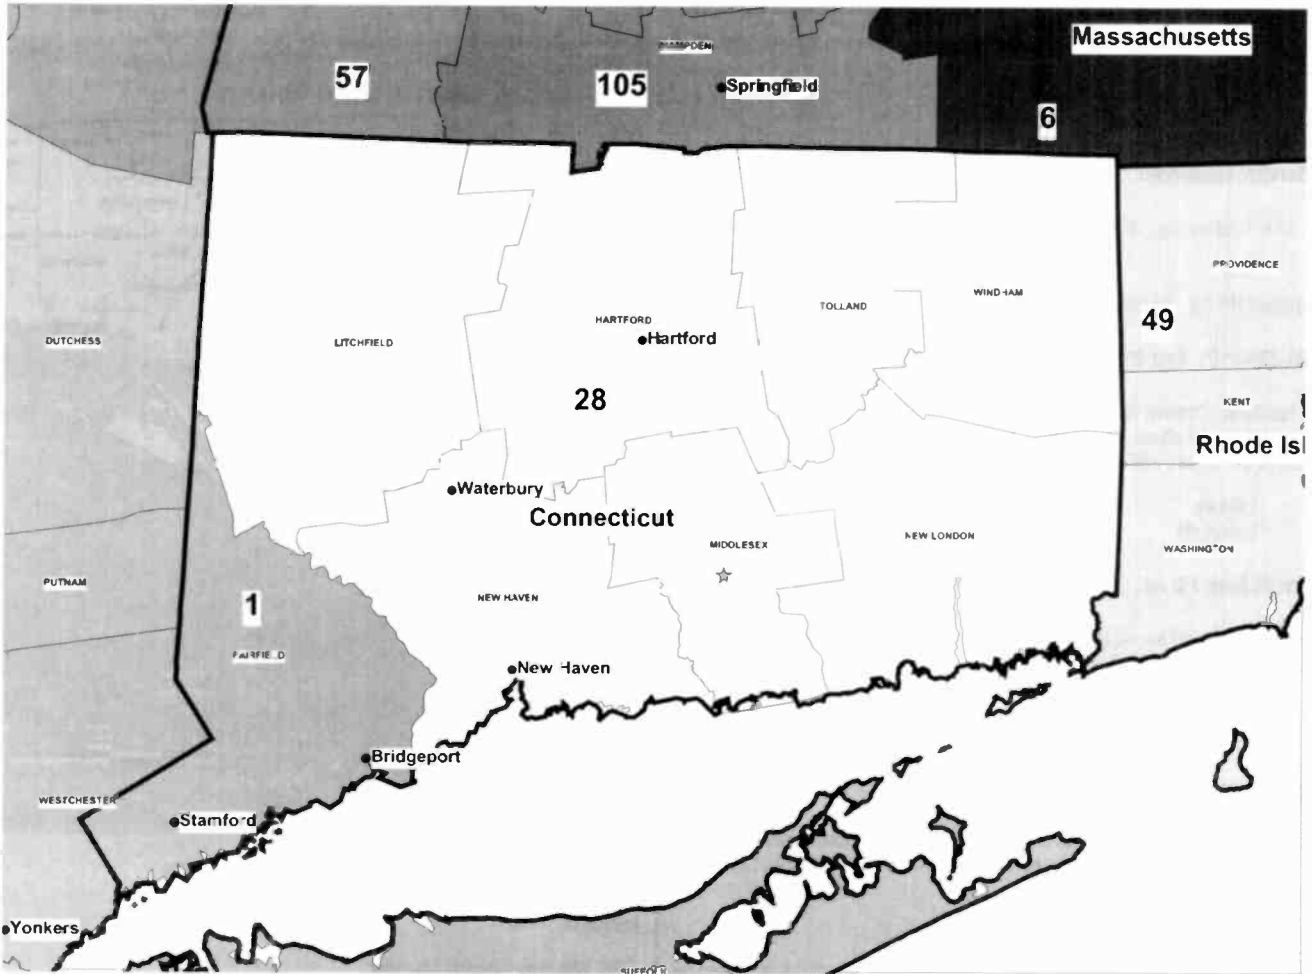 Massachusetts
HAMPDEN
57
105
Springfield
6
PROVIDENCE
DUTCHESS
LITCHFIELD
HARTFORD
Hartford
TOLLAND
WINDHAM
49
28
KENT
Rhode Isl
Waterbury
Connecticut
MIDDLESEX
NEW LONDON
WASHINGTON
PUTNAM
1
NEW HAVEN
FAIRFIELD
New Haven
Bridgeport
WESTCHESTER
Stamford
Yonkers
SUFFOLK